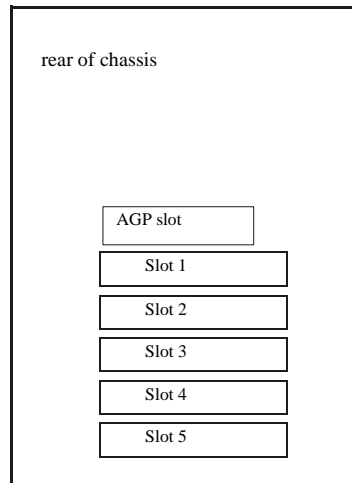 rear of chassis
AGP slot
Slot 1
Slot 2
Slot 3
Slot 4
Slot 5